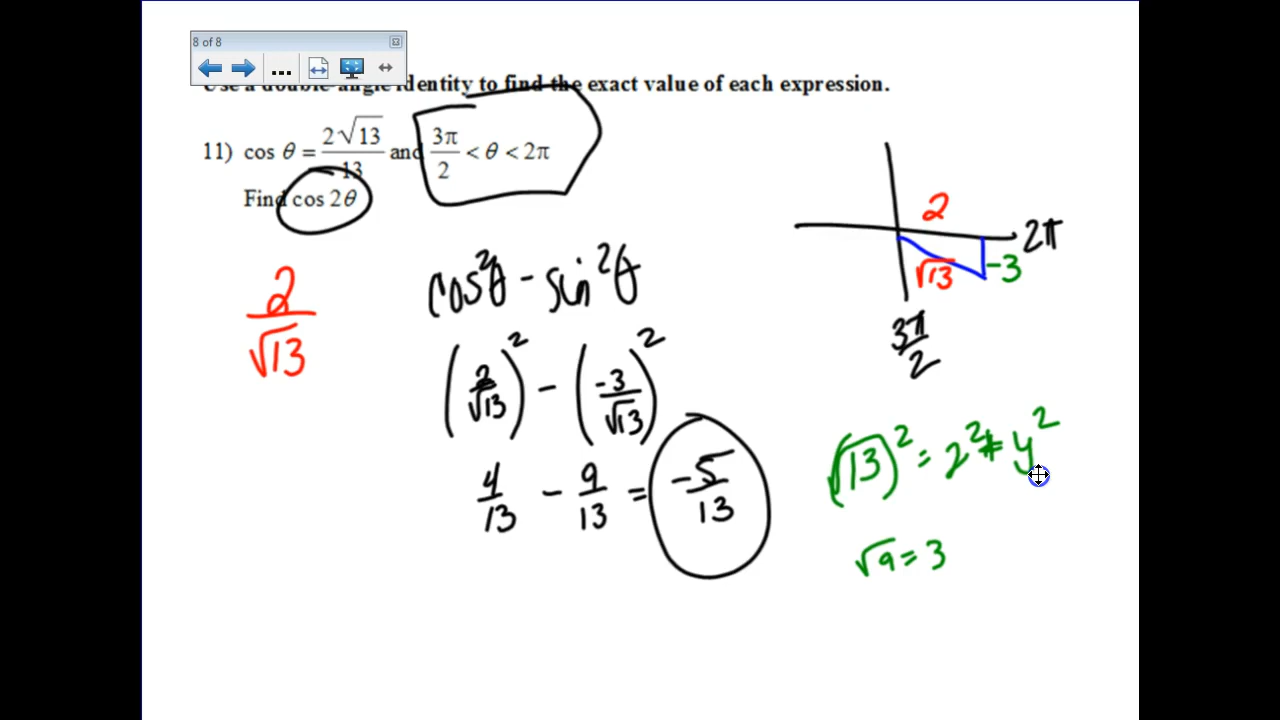 8 of 8
Use a double-angle identity to find the exact value of each expression.
11) cos θ = 2√13/13 and 3π/2 < θ < 2π
Find cos 2θ
2/√13
cos²θ - sin²θ
(2/√13)² - (-3/√13)²
4/13 - 9/13 = -5/13
2
2π
√13
-3
3π/2
(√13)² = 2² + y²
√9 = 3